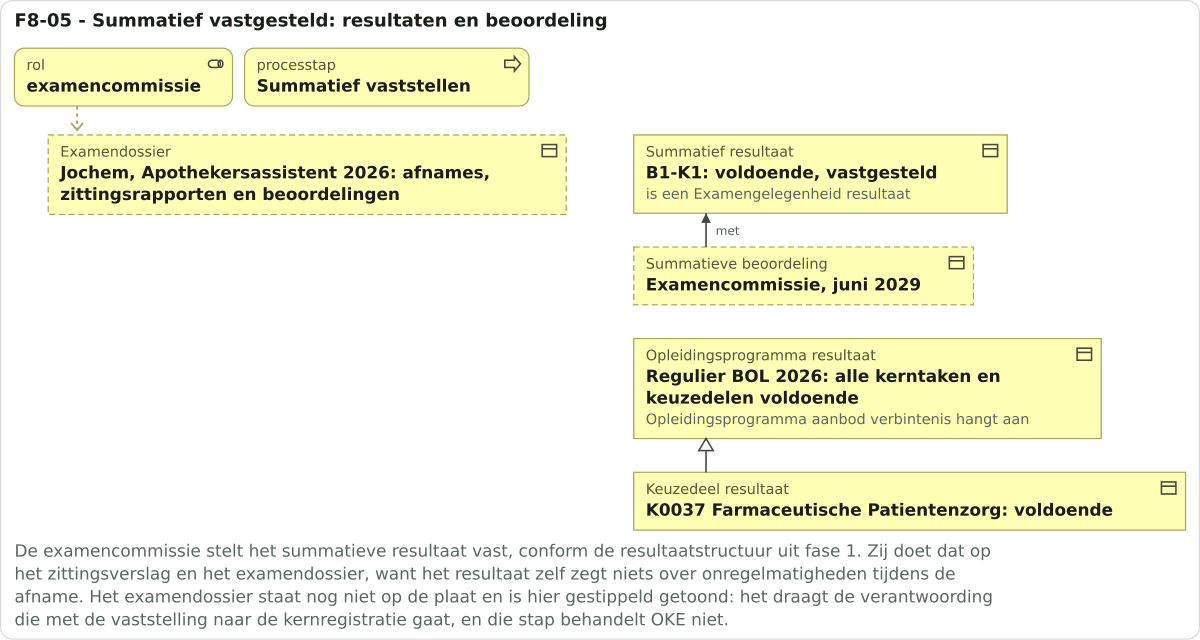 F8-05 - Summatief vastgesteld: resultaten en beoordeling
rol
examencommissie
processtap
Summatief vaststellen
Examendossier
Jochem, Apothekersassistent 2026: afnames,
zittingsrapporten en beoordelingen
Summatief resultaat
B1-K1: voldoende, vastgesteld
is een Examengelegenheid resultaat
met
Summatieve beoordeling
Examencommissie, juni 2029
Opleidingsprogramma resultaat
Regulier BOL 2026: alle kerntaken en
keuzedelen voldoende
Opleidingsprogramma aanbod verbintenis hangt aan
Keuzedeel resultaat
K0037 Farmaceutische Patientenzorg: voldoende
De examencommissie stelt het summatieve resultaat vast, conform de resultaatstructuur uit fase 1. Zij doet dat op
het zittingsverslag en het examendossier, want het resultaat zelf zegt niets over onregelmatigheden tijdens de
afname. Het examendossier staat nog niet op de plaat en is hier gestippeld getoond: het draagt de verantwoording
die met de vaststelling naar de kernregistratie gaat, en die stap behandelt OKE niet.